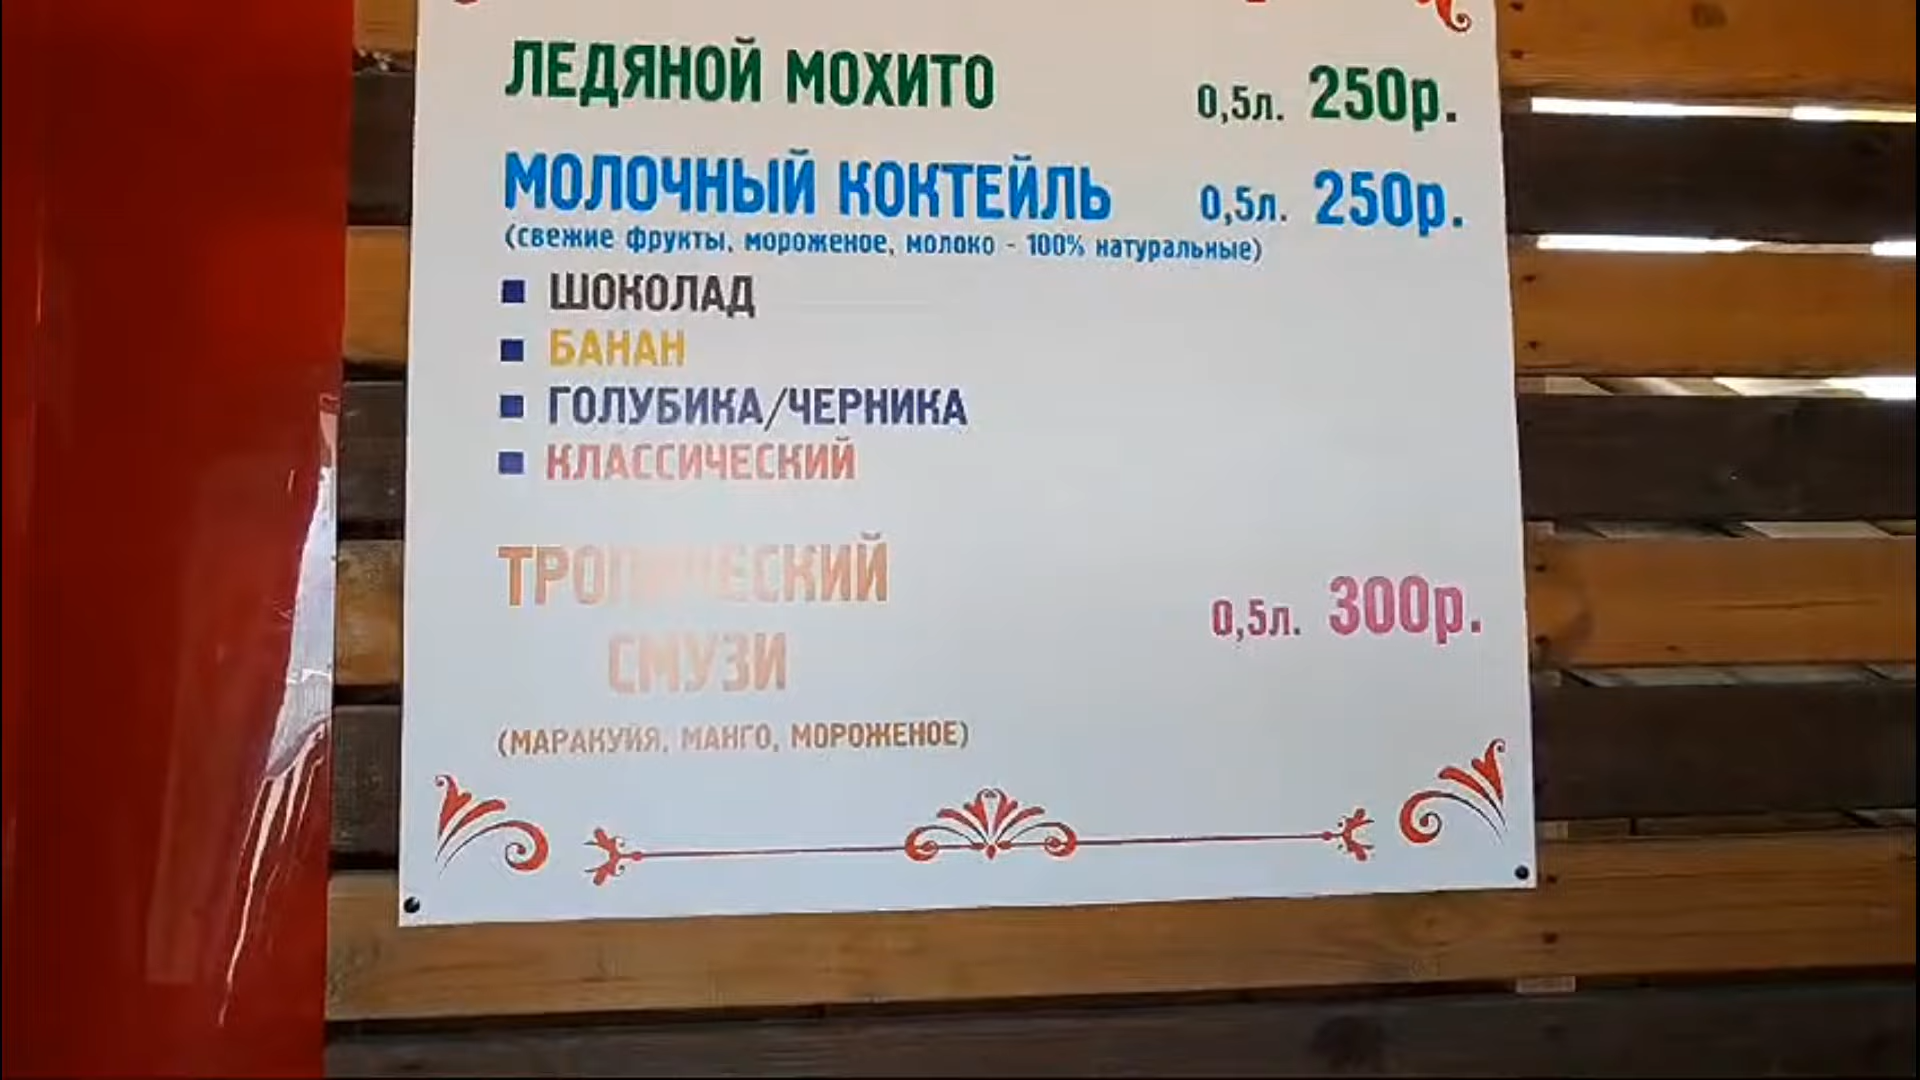 ЛЕДЯНОЙ МОХИТО 0,5л. 250р.
МОЛОЧНЫЙ КОКТЕЙЛЬ 0,5л. 250р.
(свежие фрукты, мороженое, молоко - 100% натуральные)
ШОКОЛАД
БАНАН
ГОЛУБИКА/ЧЕРНИКА
КЛАССИЧЕСКИЙ
ТРОПИЧЕСКИЙ
СМУЗИ 0,5л. 300р.
(МАРАКУЙЯ, МАНГО, МОРОЖЕНОЕ)